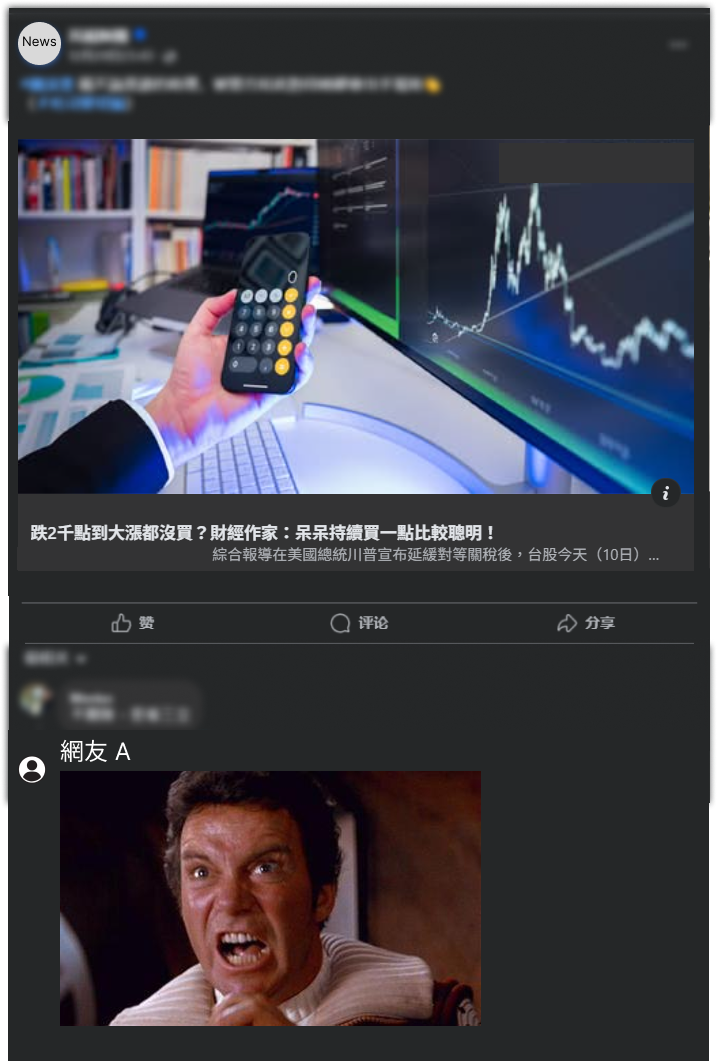 News
跌2千點到大漲都沒買？財經作家：呆呆持續買一點比較聰明！
綜合報導在美國總統川普宣布延緩對等關稅後，台股今天（10日）...
赞 评论 分享
網友 A